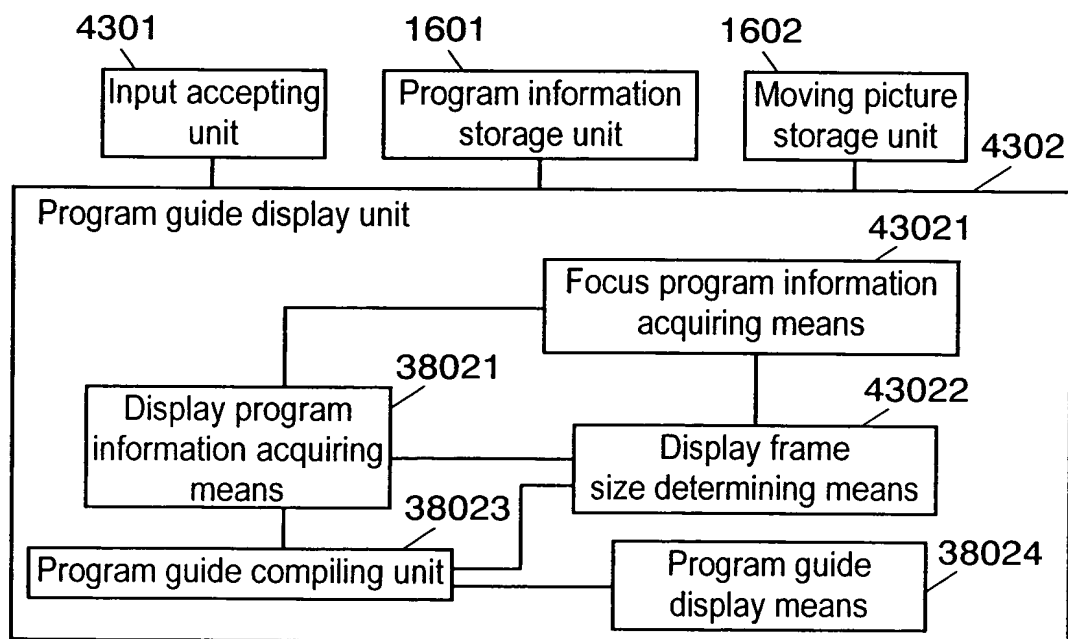 4301
1601
1602
Input accepting
unit
Program information
storage unit
Moving picture
storage unit
4302
Program guide display unit
43021
Focus program information
acquiring means
38021
Display program
information acquiring
means
43022
Display frame
size determining means
38023
Program guide compiling unit
38024
Program guide
display means